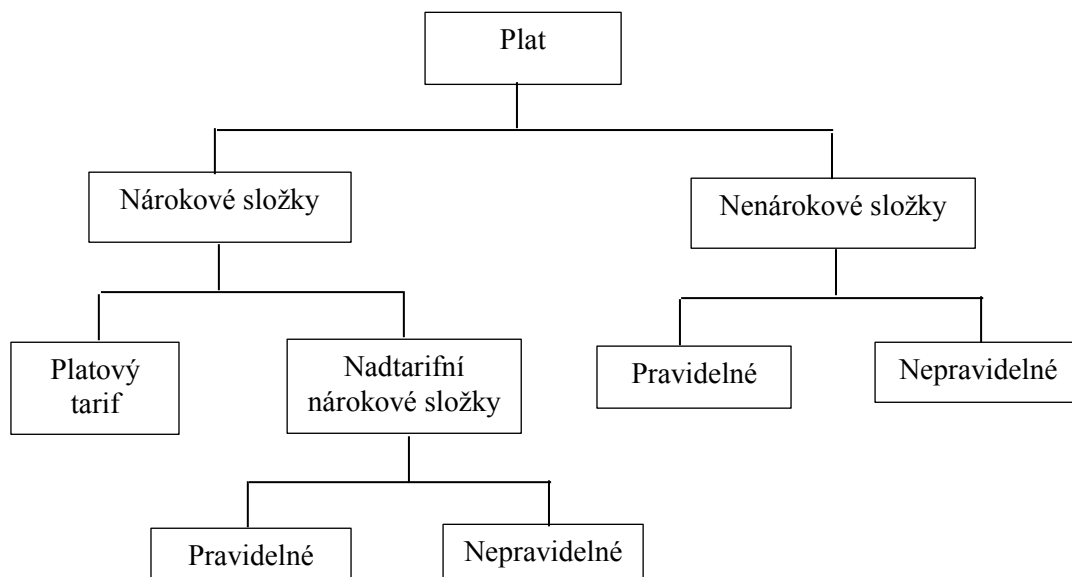 Plat
Nárokové složky
Nenárokové složky
Platový
tarif
Nadtarifní
nárokové složky
Pravidelné
Nepravidelné
Pravidelné
Nepravidelné